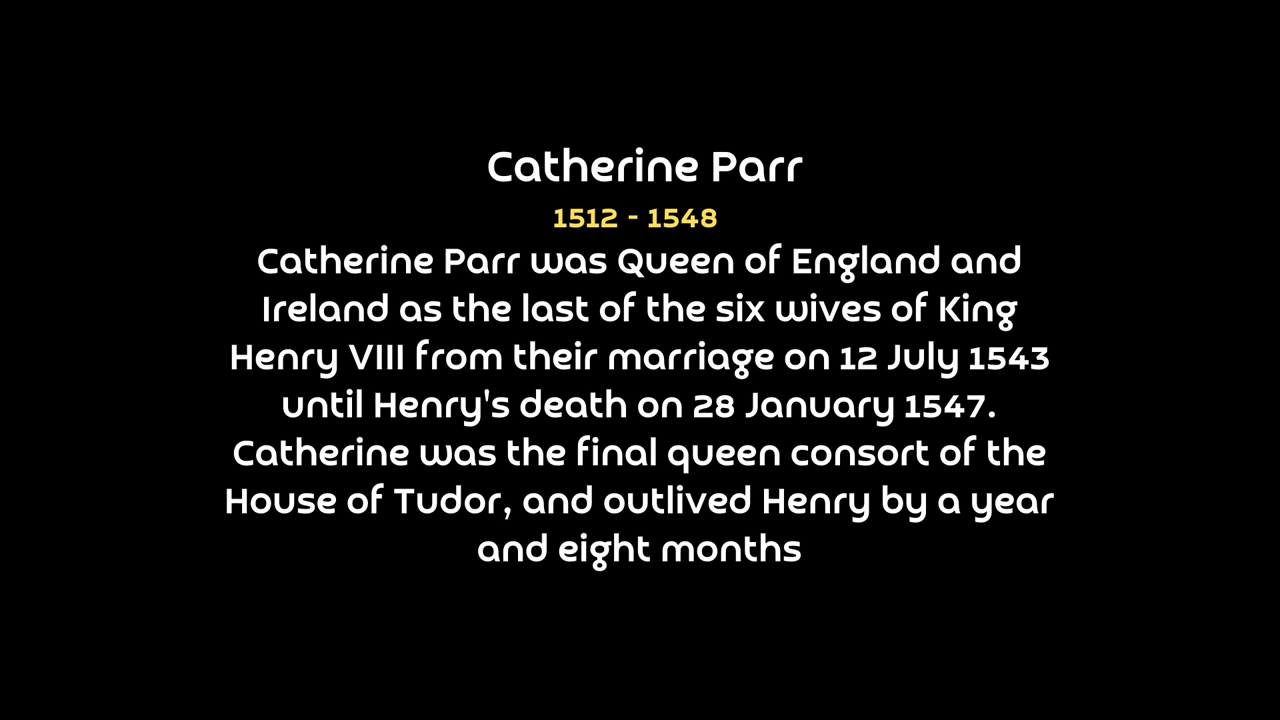 Catherine Parr
1512 - 1548
Catherine Parr was Queen of England and
Ireland as the last of the six wives of King
Henry VIII from their marriage on 12 July 1543
until Henry's death on 28 January 1547.
Catherine was the final queen consort of the
House of Tudor, and outlived Henry by a year
and eight months